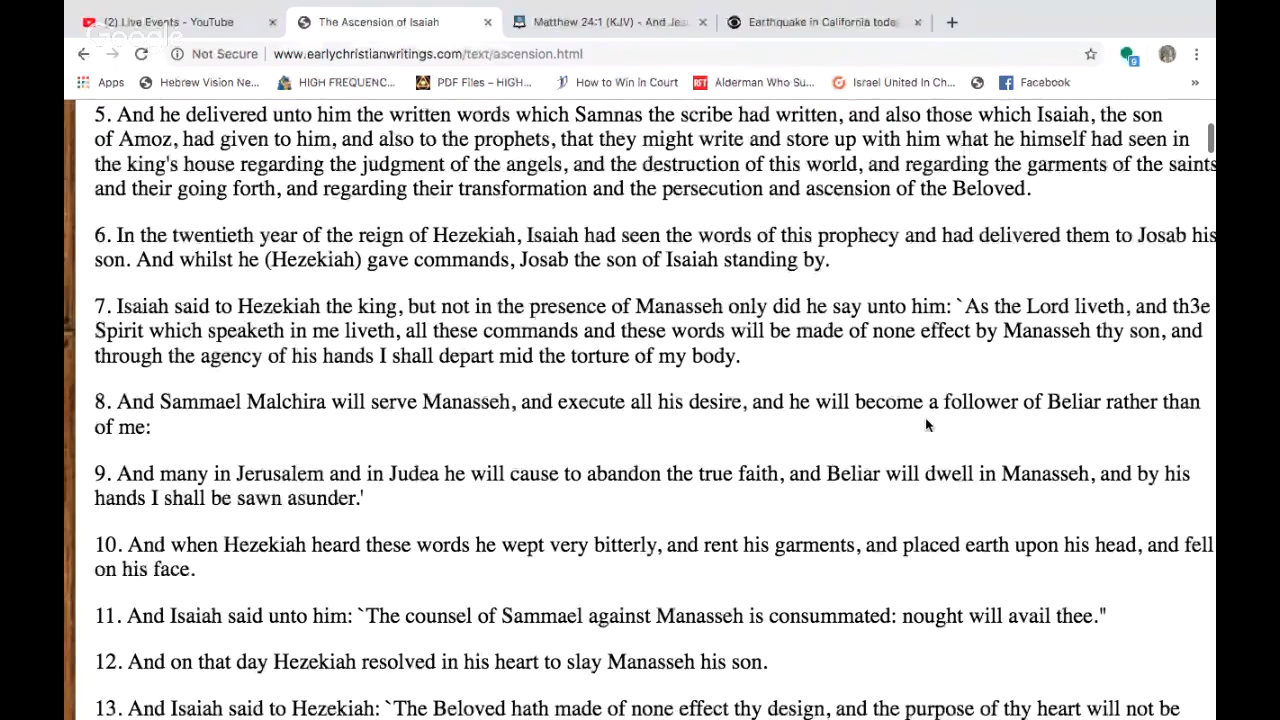 (2) Live Events - YouTube
The Ascension of Isaiah
Matthew 24:1 (KJV) - And Jesus
Earthquake in California toda
Google
Not Secure
www.earlychristianwritings.com/text/ascension.html
Apps
Hebrew Vision Ne...
HIGH FREQUENC...
PDF Files – HIGH...
How to Win in Court
RFT
Alderman Who Su...
Israel United In Ch...
Facebook
»
5. And he delivered unto him the written words which Samnas the scribe had written, and also those which Isaiah, the son
of Amoz, had given to him, and also to the prophets, that they might write and store up with him what he himself had seen in
the king's house regarding the judgment of the angels, and the destruction of this world, and regarding the garments of the saints
and their going forth, and regarding their transformation and the persecution and ascension of the Beloved.
6. In the twentieth year of the reign of Hezekiah, Isaiah had seen the words of this prophecy and had delivered them to Josab his
son. And whilst he (Hezekiah) gave commands, Josab the son of Isaiah standing by.
7. Isaiah said to Hezekiah the king, but not in the presence of Manasseh only did he say unto him: `As the Lord liveth, and th3e
Spirit which speaketh in me liveth, all these commands and these words will be made of none effect by Manasseh thy son, and
through the agency of his hands I shall depart mid the torture of my body.
8. And Sammael Malchira will serve Manasseh, and execute all his desire, and he will become a follower of Beliar rather than
of me:
9. And many in Jerusalem and in Judea he will cause to abandon the true faith, and Beliar will dwell in Manasseh, and by his
hands I shall be sawn asunder.'
10. And when Hezekiah heard these words he wept very bitterly, and rent his garments, and placed earth upon his head, and fell
on his face.
11. And Isaiah said unto him: `The counsel of Sammael against Manasseh is consummated: nought will avail thee."
12. And on that day Hezekiah resolved in his heart to slay Manasseh his son.
13. And Isaiah said to Hezekiah: `The Beloved hath made of none effect thy design, and the purpose of thy heart will not be